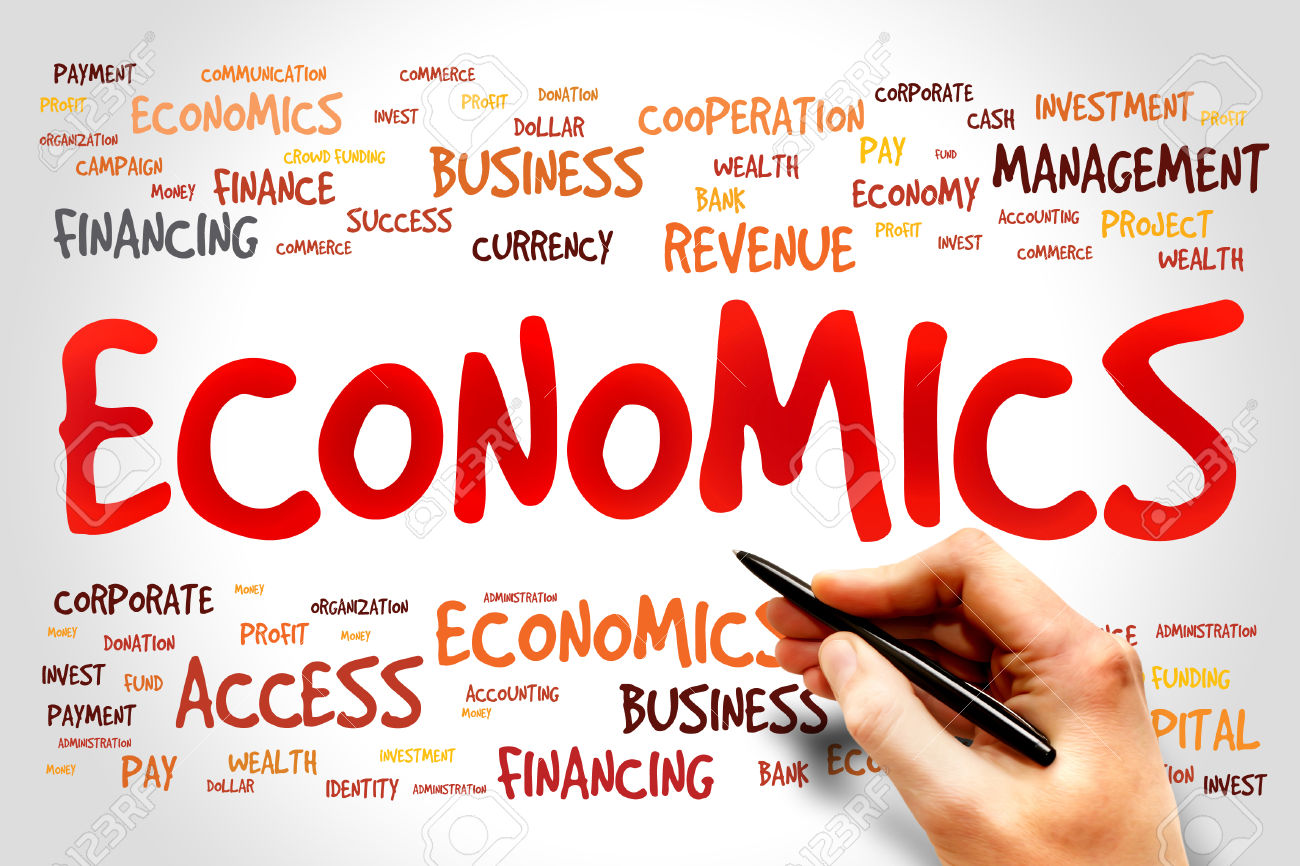 PAYMENT COMMUNICATION COMMERCE
PROFIT ECONOMICS INVEST PROFIT DONATION COOPERATION CORPORATE CASH INVESTMENT PROFIT
ORGANIZATION DOLLAR
CAMPAIGN CROWD FUNDING BUSINESS WEALTH PAY FUND MANAGEMENT
MONEY FINANCE BANK ECONOMY
FINANCING SUCCESS CURRENCY REVENUE PROFIT ACCOUNTING PROJECT
COMMERCE INVEST COMMERCE WEALTH
ECONOMICS
CORPORATE MONEY ORGANIZATION ADMINISTRATION
MONEY DONATION PROFIT MONEY ECONOMICS ADMINISTRATION
INVEST FUND ACCESS ACCOUNTING FUNDING
PAYMENT MONEY BUSINESS PITAL
ADMINISTRATION
MONEY PAY WEALTH INVESTMENT FINANCING BANK
DOLLAR IDENTITY ADMINISTRATION INVEST
123RF